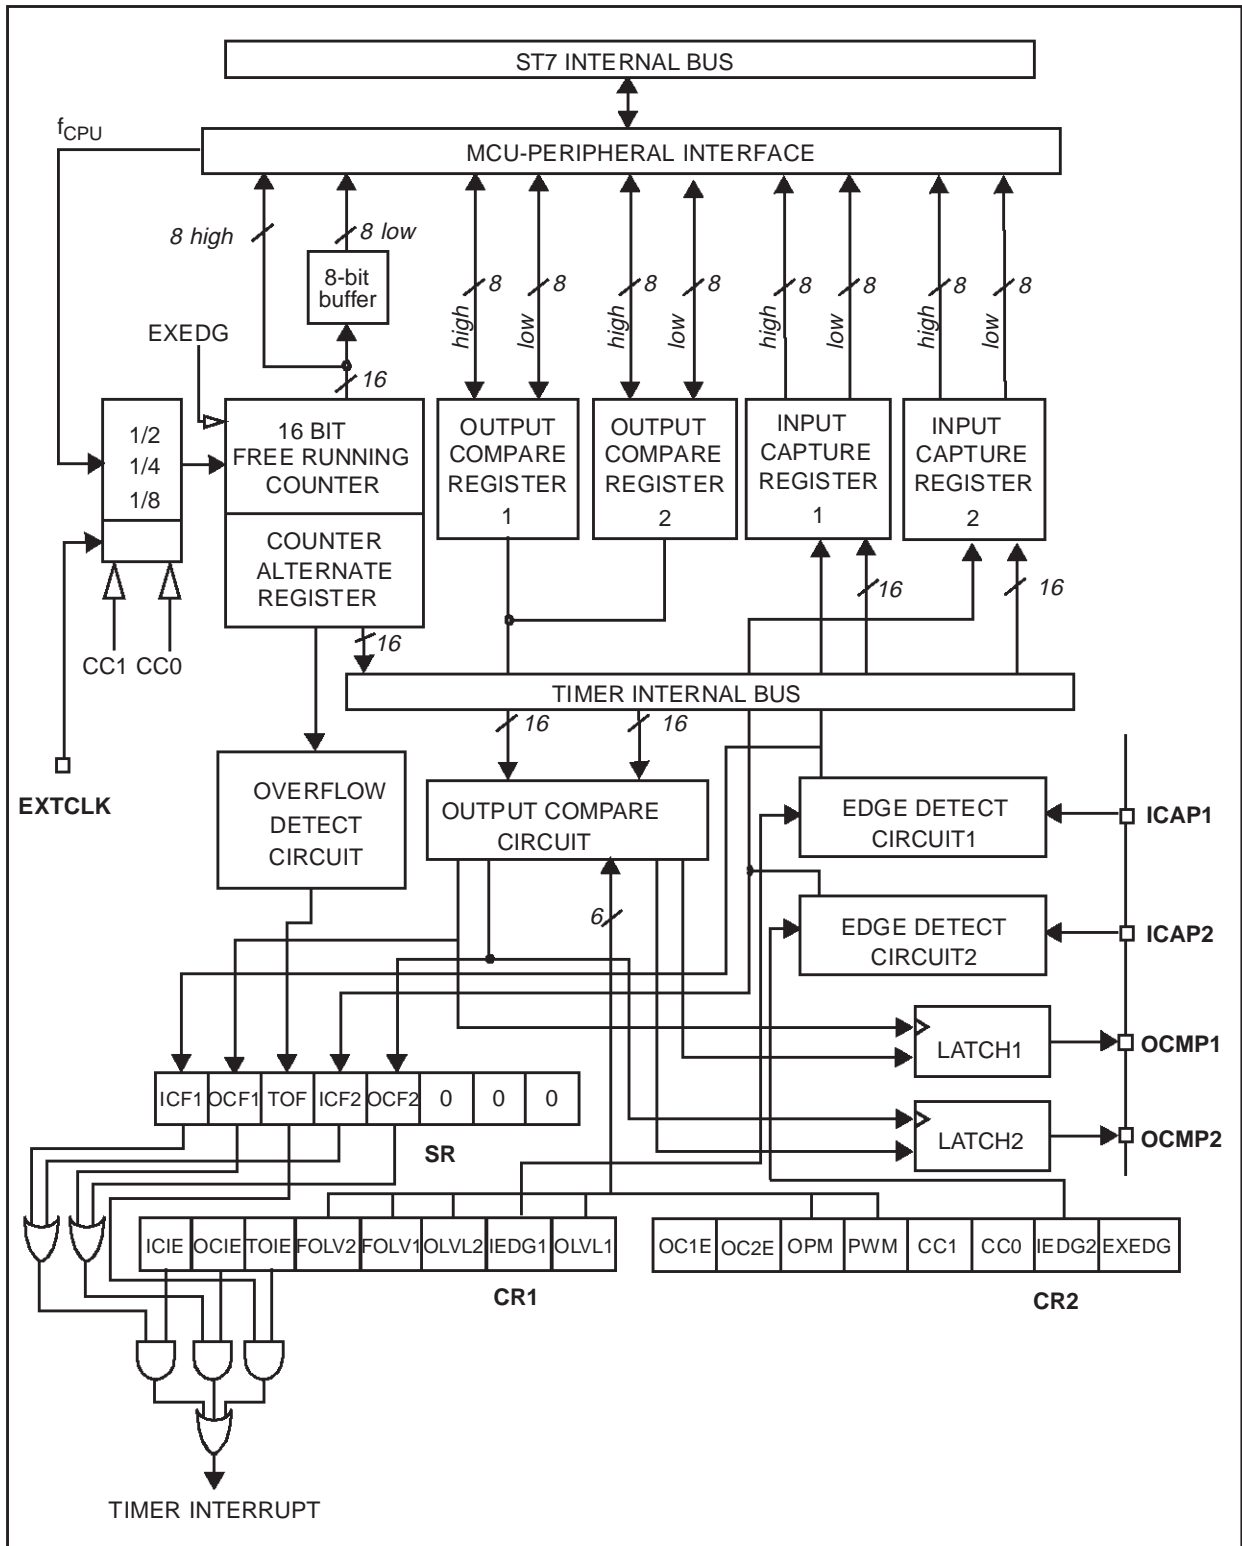 ST7 INTERNAL BUS
fCPU
MCU-PERIPHERAL INTERFACE
8 high
8 low
8-bit
buffer
8
8
8
8
8
8
8
8
high
low
high
low
high
low
high
low
EXEDG
16
1/2
1/4
1/8
16 BIT
FREE RUNNING
COUNTER
OUTPUT
COMPARE
REGISTER
1
OUTPUT
COMPARE
REGISTER
2
INPUT
CAPTURE
REGISTER
1
INPUT
CAPTURE
REGISTER
2
COUNTER
ALTERNATE
REGISTER
16
16
16
CC1 CC0
TIMER INTERNAL BUS
16
16
EXTCLK
OVERFLOW
DETECT
CIRCUIT
OUTPUT COMPARE
CIRCUIT
EDGE DETECT
CIRCUIT1
ICAP1
6
EDGE DETECT
CIRCUIT2
ICAP2
LATCH1
OCMP1
LATCH2
OCMP2
ICF1 OCF1 TOF ICF2 OCF2 0 0 0
SR
ICIE OCIE TOIE FOLV2 FOLV1 OLVL2 IEDG1 OLVL1
CR1
OC1E OC2E OPM PWM CC1 CC0 IEDG2 EXEDG
CR2
TIMER INTERRUPT